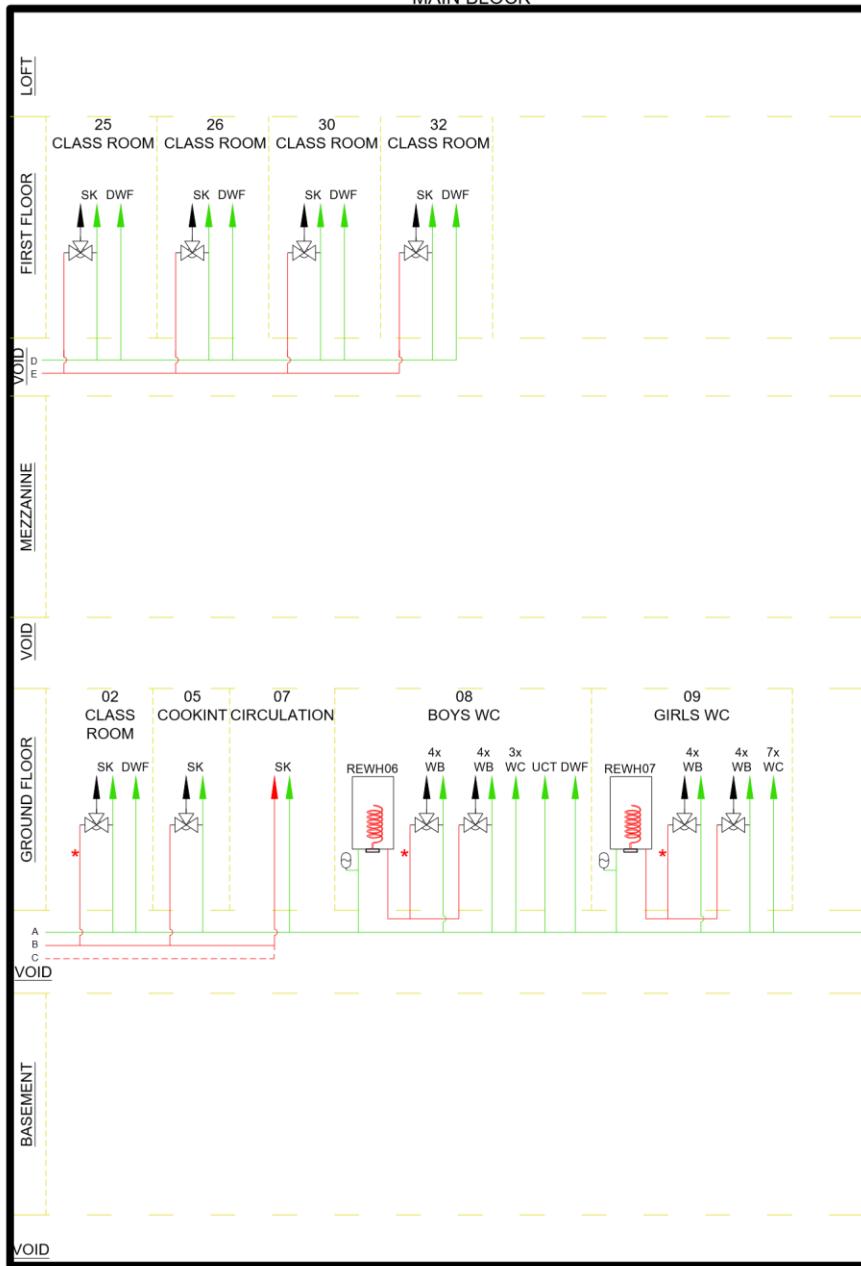 MAIN BLOCK
LOFT
25 26 30 32
CLASS ROOM CLASS ROOM CLASS ROOM CLASS ROOM
FIRST FLOOR
SK DWF SK DWF SK DWF SK DWF
VOID
D
E
MEZZANINE
VOID
02 05 07 08 09
CLASS COOKINT CIRCULATION BOYS WC GIRLS WC
ROOM
GROUND FLOOR
4x 4x 3x 4x 4x 7x
SK DWF SK SK REWH06 WB WB WC UCT DWF REWH07 WB WB WC
* * *
A
B
C
VOID
BASEMENT
VOID